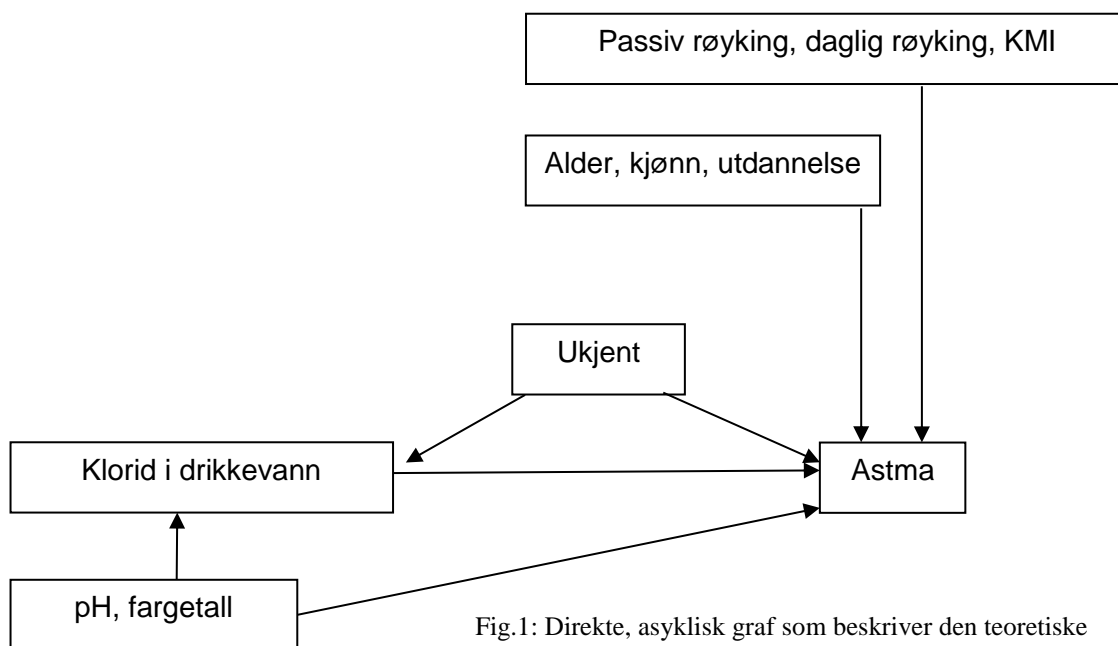 Passiv røyking, daglig røyking, KMI
Alder, kjønn, utdannelse
Ukjent
Klorid i drikkevann
Astma
pH, fargetall
Fig.1: Direkte, asyklisk graf som beskriver den teoretiske